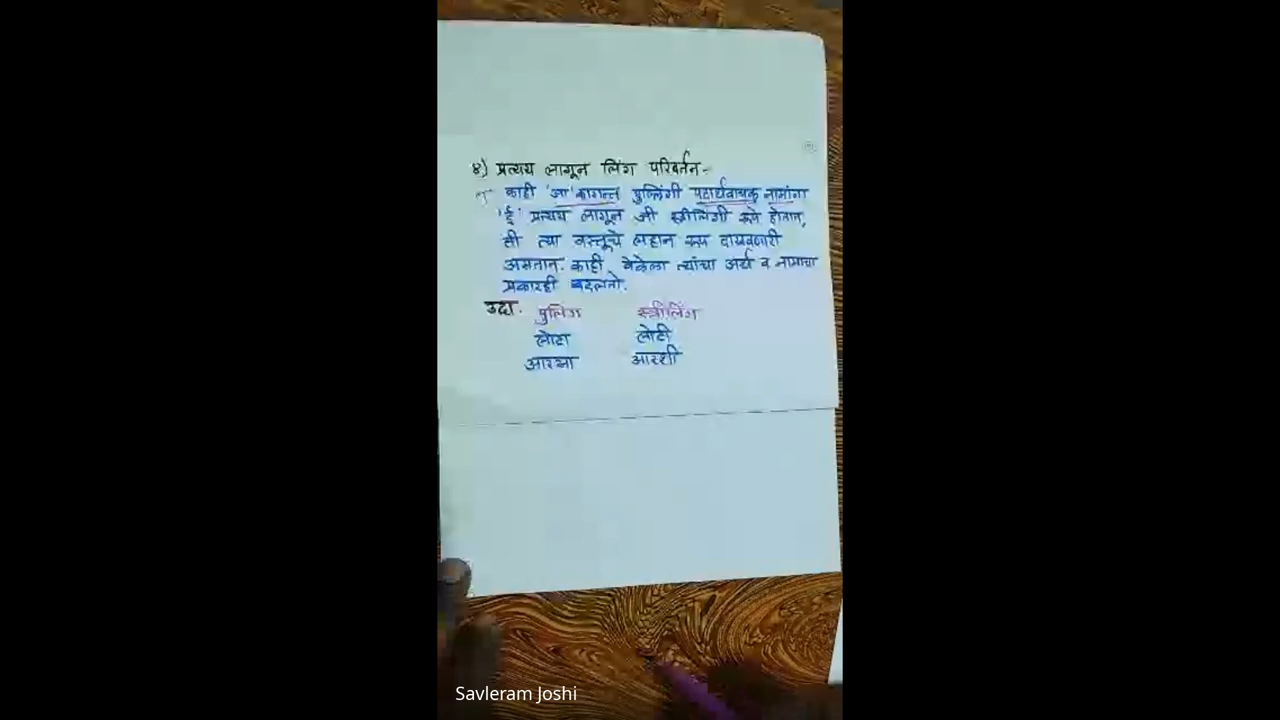 ४) प्रत्यय लागून लिंग परिवर्तन-
काही 'आ'कारान्त पुल्लिंगी पदार्थवाचक नामांना
'ई' प्रत्यय लागून जी स्त्रीलिंगी रूपे होतात,
ती त्या वस्तूचे लहान रूप दाखवणारी
असतात. काही वेळेला त्यांचा अर्थ व नामाचा
प्रकारही बदलतो.
उदा. पुलिंग स्त्रीलिंग
लोटा लोटी
आरसा आरशी
Savleram Joshi